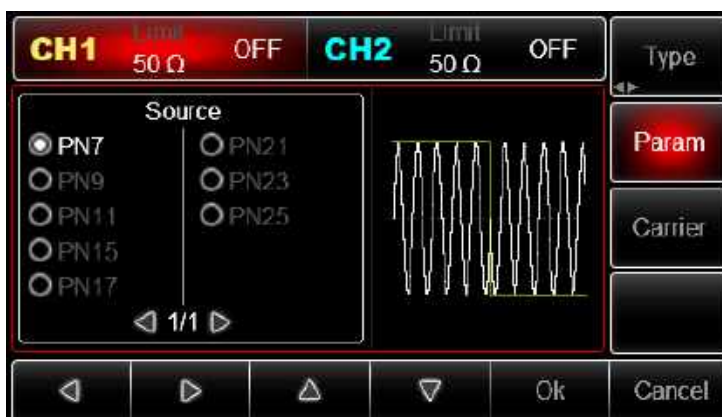 CH1 Limit 50 Ω OFF CH2 Limit 50 Ω OFF
Type
Source
PN7 PN21
PN9 PN23
PN11 PN25
PN15
PN17
1/1
Param
Carrier
Ok Cancel